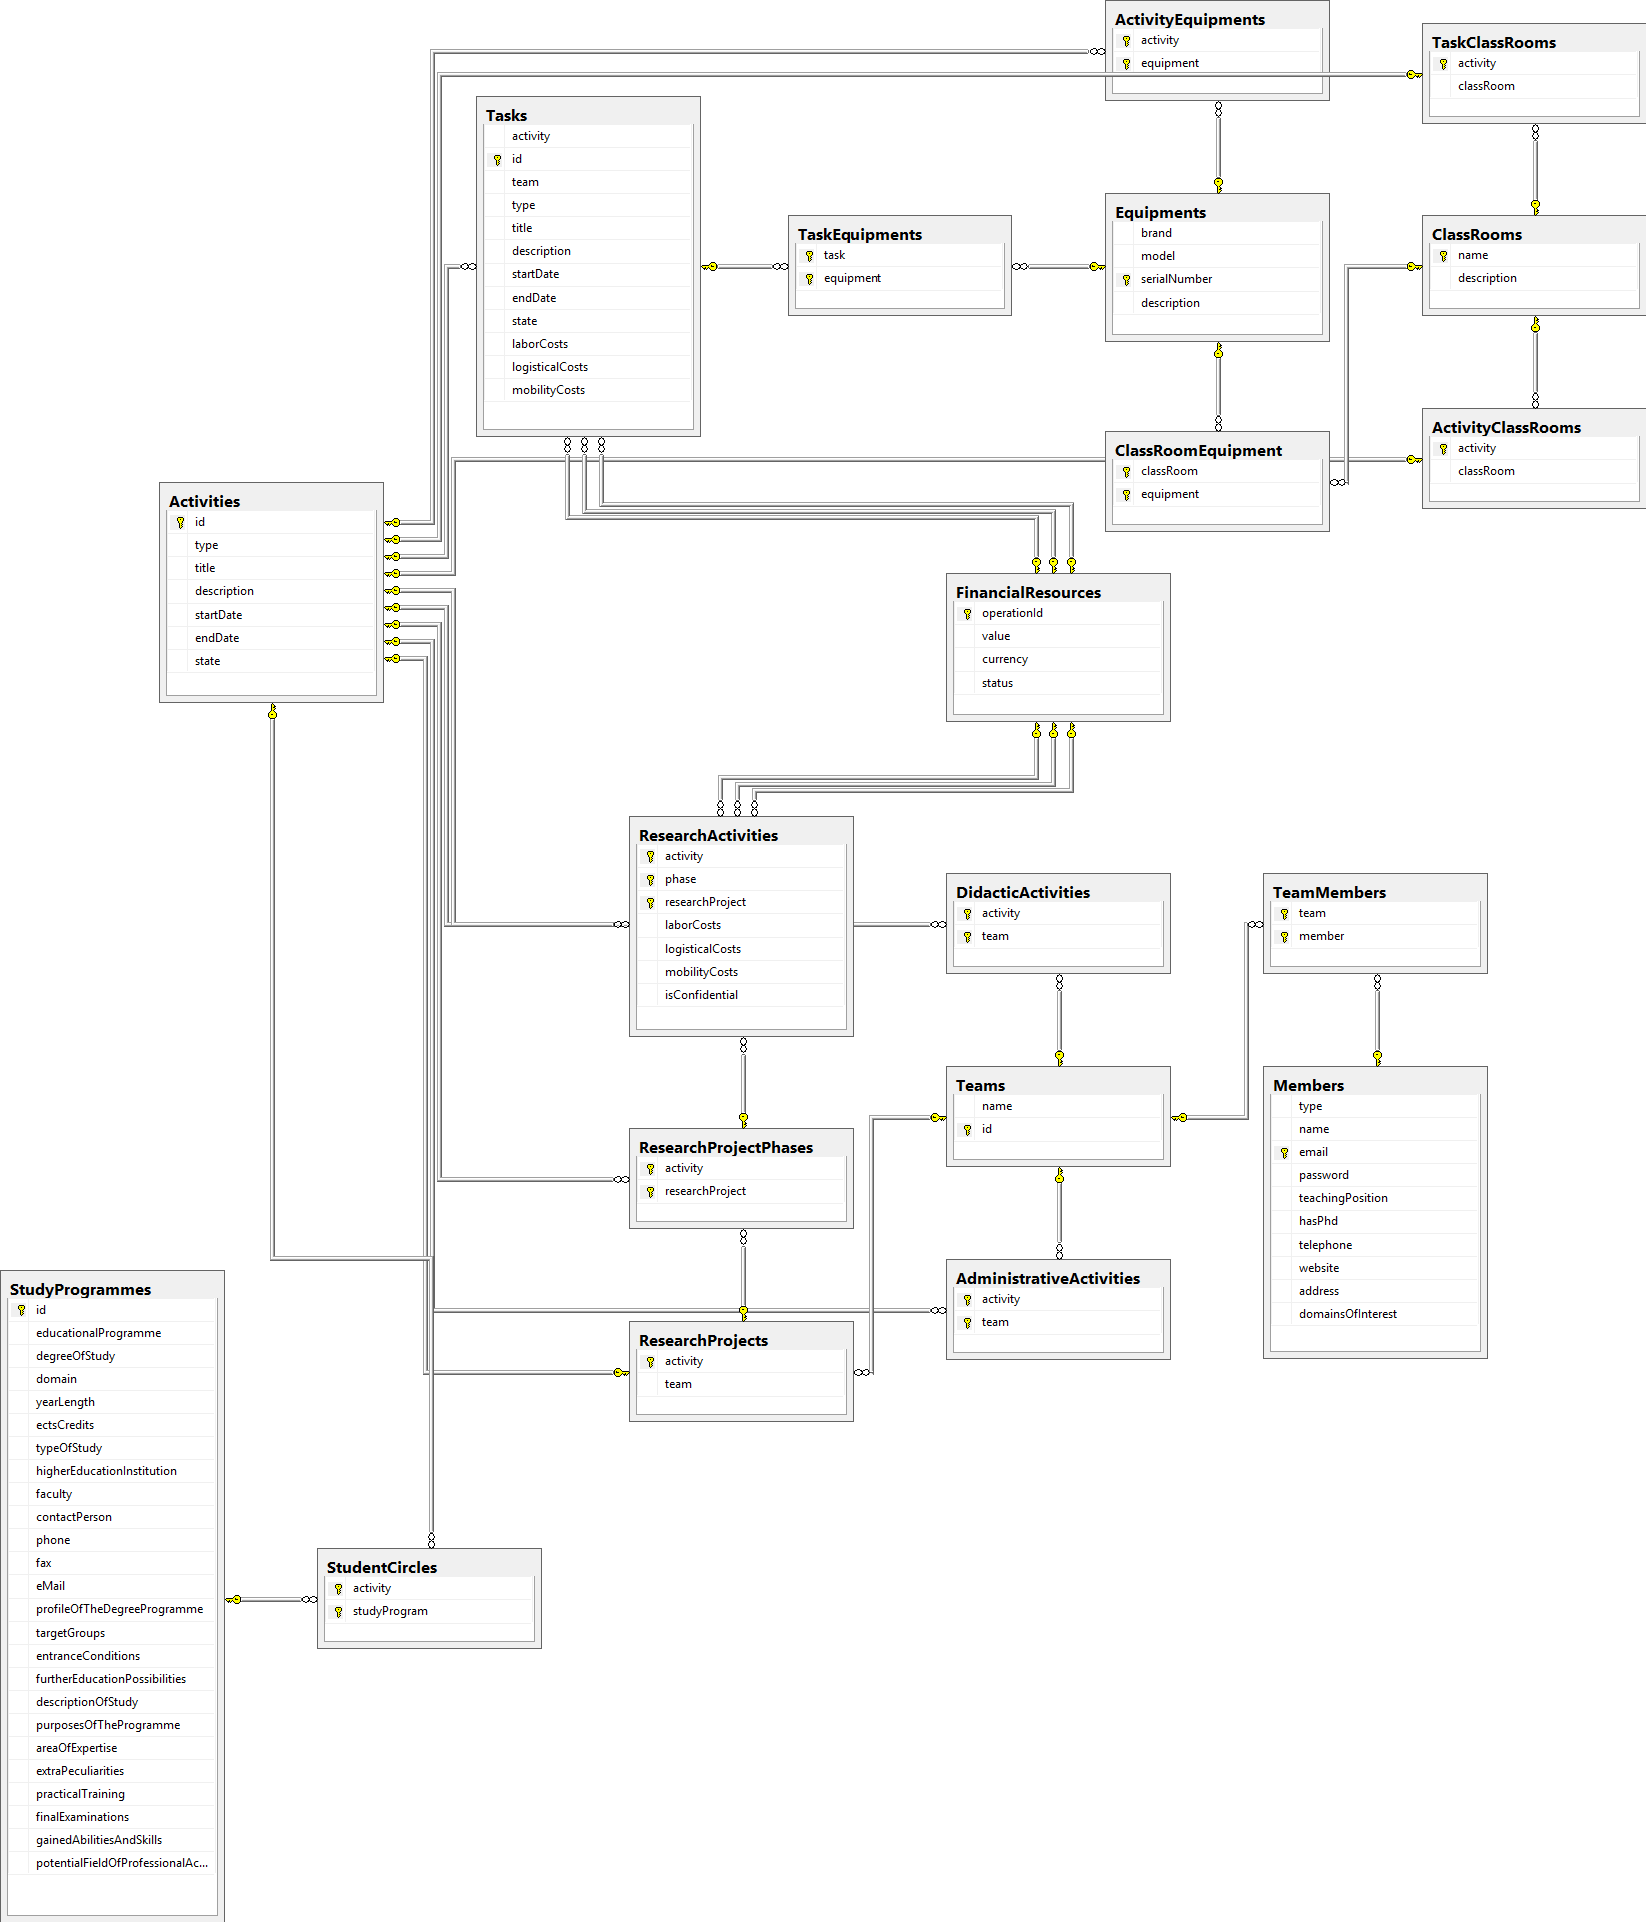 ActivityEquipments
activity
equipment
TaskClassRooms
activity
classRoom
Tasks
activity
id
team
type
title
description
startDate
endDate
state
laborCosts
logisticalCosts
mobilityCosts
TaskEquipments
task
equipment
Equipments
brand
model
serialNumber
description
ClassRooms
name
description
ClassRoomEquipment
classRoom
equipment
ActivityClassRooms
activity
classRoom
Activities
id
type
title
description
startDate
endDate
state
FinancialResources
operationId
value
currency
status
ResearchActivities
activity
phase
researchProject
laborCosts
logisticalCosts
mobilityCosts
isConfidential
DidacticActivities
activity
team
TeamMembers
team
member
Teams
name
id
Members
type
name
email
password
teachingPosition
hasPhd
telephone
website
address
domainsOfInterest
ResearchProjectPhases
activity
researchProject
AdministrativeActivities
activity
team
ResearchProjects
activity
team
StudyProgrammes
id
educationalProgramme
degreeOfStudy
domain
yearLength
ectsCredits
typeOfStudy
higherEducationInstitution
faculty
contactPerson
phone
fax
eMail
profileOfTheDegreeProgramme
targetGroups
entranceConditions
furtherEducationPossibilities
descriptionOfStudy
purposesOfTheProgramme
areaOfExpertise
extraPeculiarities
practicalTraining
finalExaminations
gainedAbilitiesAndSkills
potentialFieldOfProfessionalAc...
StudentCircles
activity
studyProgram